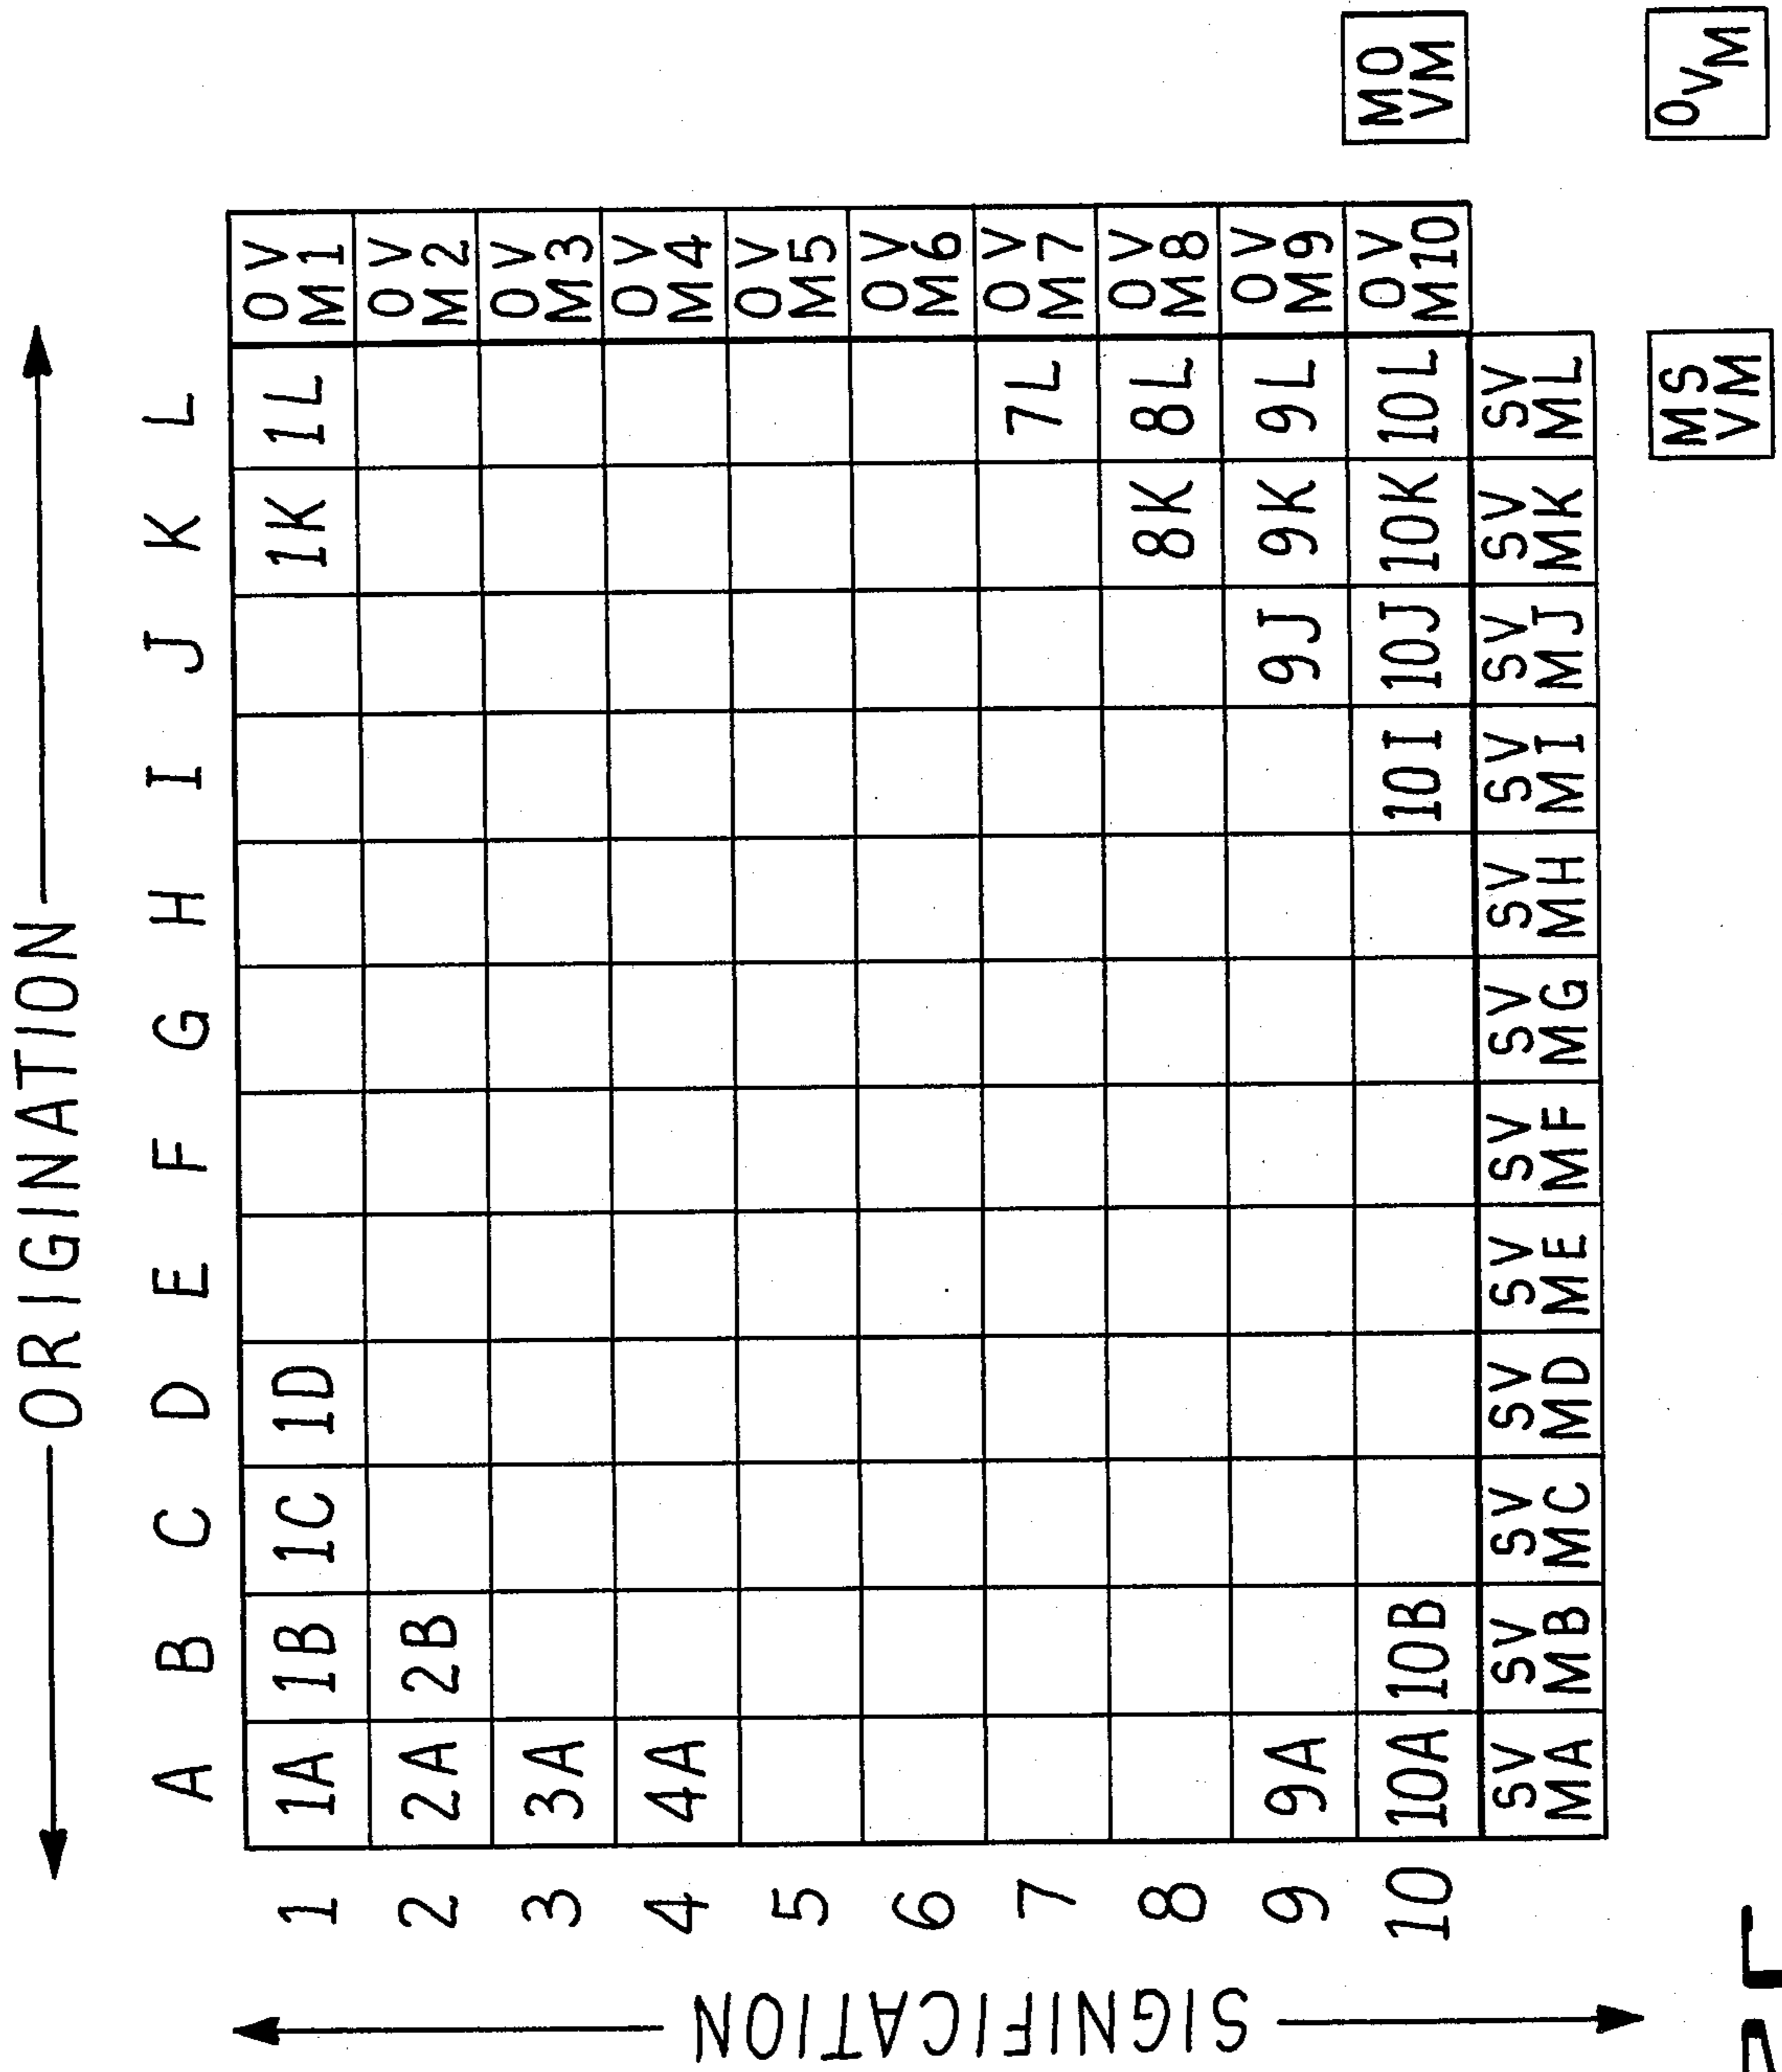 ORIGINATION
A B C D E F G H I J K L
SIGNIFICATION
1 1A 1B 1C 1D 1K 1L OV M1
2 2A 2B OV M2
3 3A OV M3
4 4A OV M4
5 OV M5
6 OV M6
7 7L OV M7
8 8K 8L OV M8
9 9A 9J 9K 9L OV M9
10 10A 10B 10I 10J 10K 10L OV M10
SV MA SV MB SV MC SV MD SV ME SV MF SV MG SV MH SV MI SV MJ SV MK SV ML
MO
VM
MS
VM
OVM